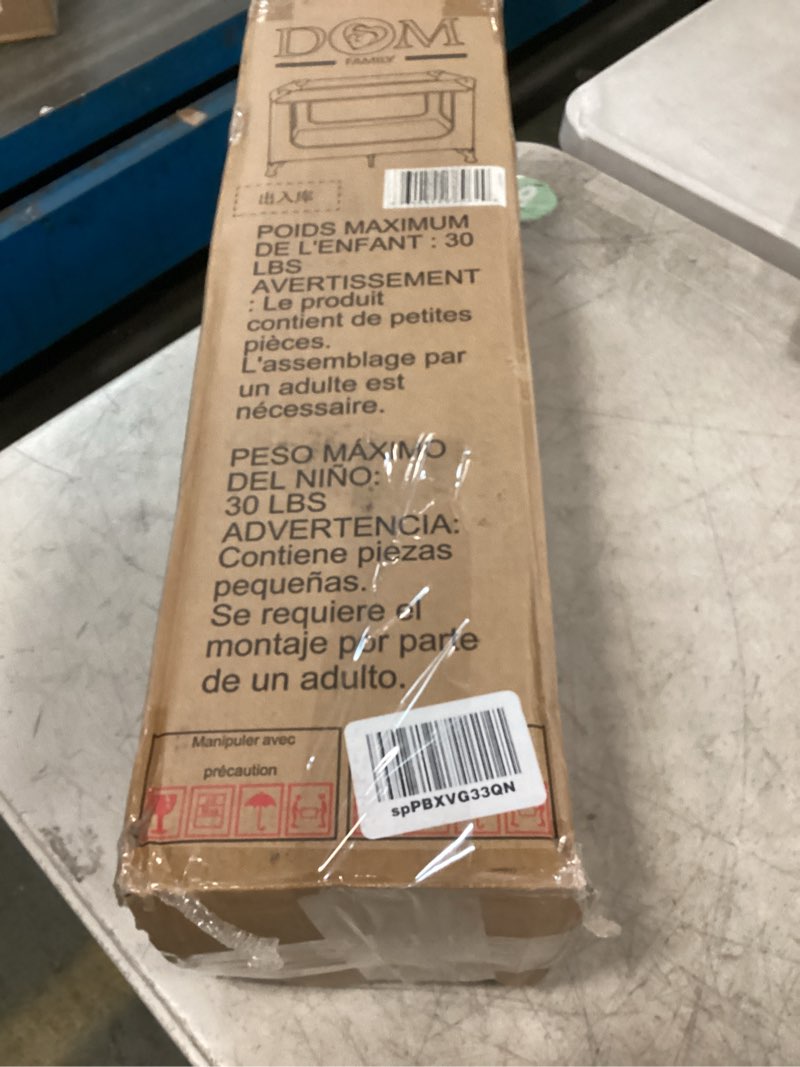 DOM
FAMILY
出入库
POIDS MAXIMUM
DE L'ENFANT : 30
LBS
AVERTISSEMENT
: Le produit
contient de petites
pièces.
L'assemblage par
un adulte est
nécessaire.
PESO MÁXIMO
DEL NIÑO:
30 LBS
ADVERTENCIA:
Contiene piezas
pequeñas.
Se requiere el
montaje por parte
de un adulto.
Manipuler avec
précaution
spPBXVG33QN